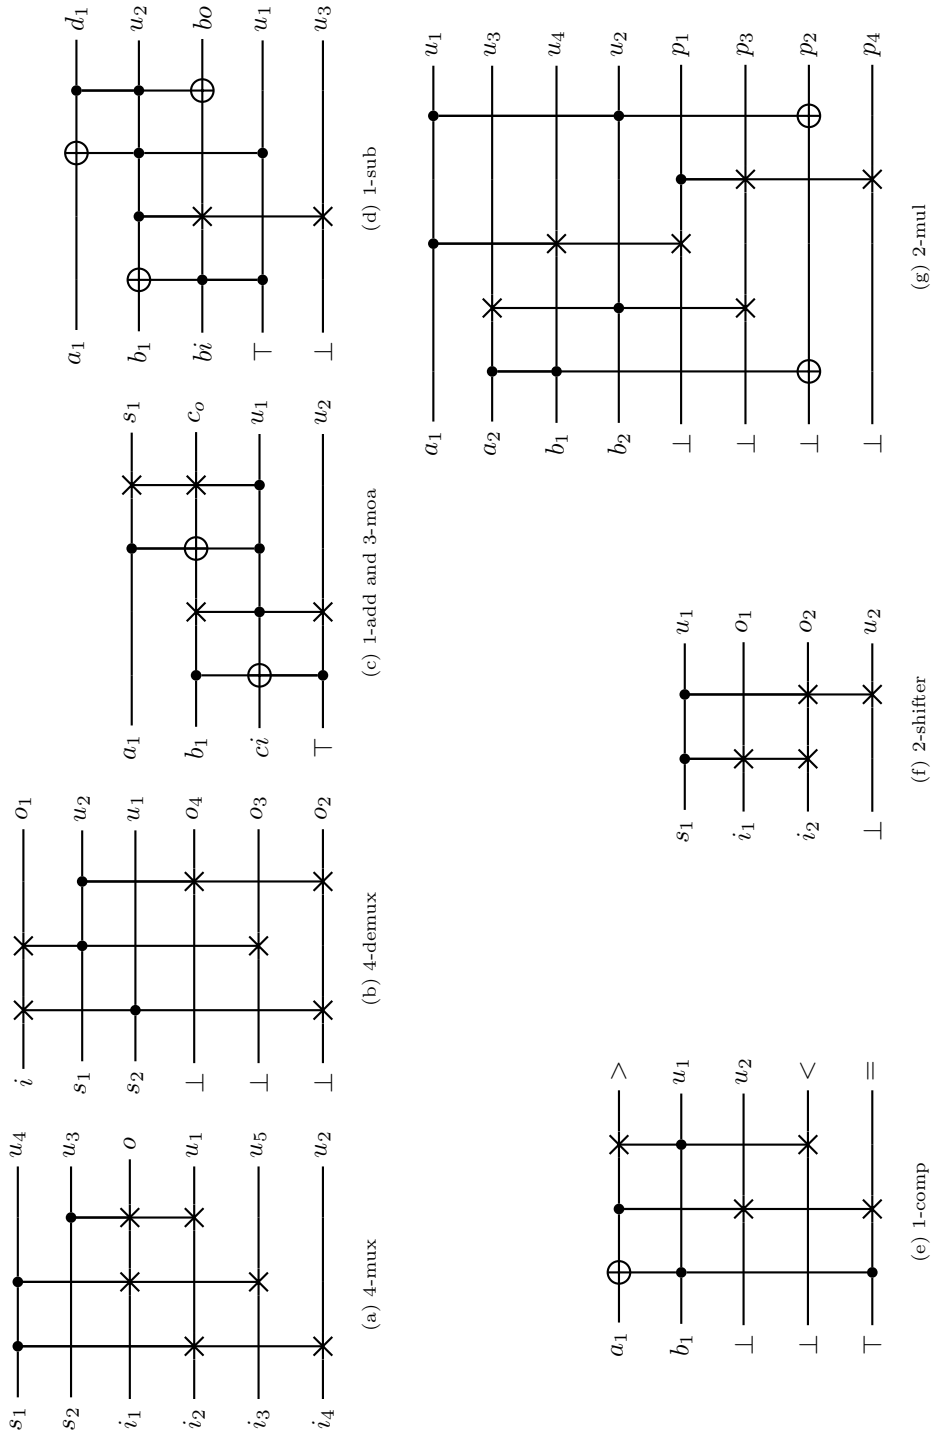 s₁ u₄
s₂ u₃
i₁ o
i₂ u₁
i₃ u₅
i₄ u₂
(a) 4-mux
i o₁
s₁ u₂
s₂ u₁
⊥ o₄
⊥ o₃
⊥ o₂
(b) 4-demux
a₁ s₁
b₁ cₒ
ci u₁
⊤ u₂
(c) 1-add and 3-moa
a₁ d₁
b₁ u₂
bi bo
⊤ u₁
⊥ u₃
(d) 1-sub
a₁ >
b₁ u₁
⊥ u₂
⊥ <
⊤ =
(e) 1-comp
s₁ u₁
i₁ o₁
i₂ o₂
⊥ u₂
(f) 2-shifter
a₁ u₁
a₂ u₃
b₁ u₄
b₂ u₂
⊥ p₁
⊥ p₃
⊥ p₂
⊥ p₄
(g) 2-mul